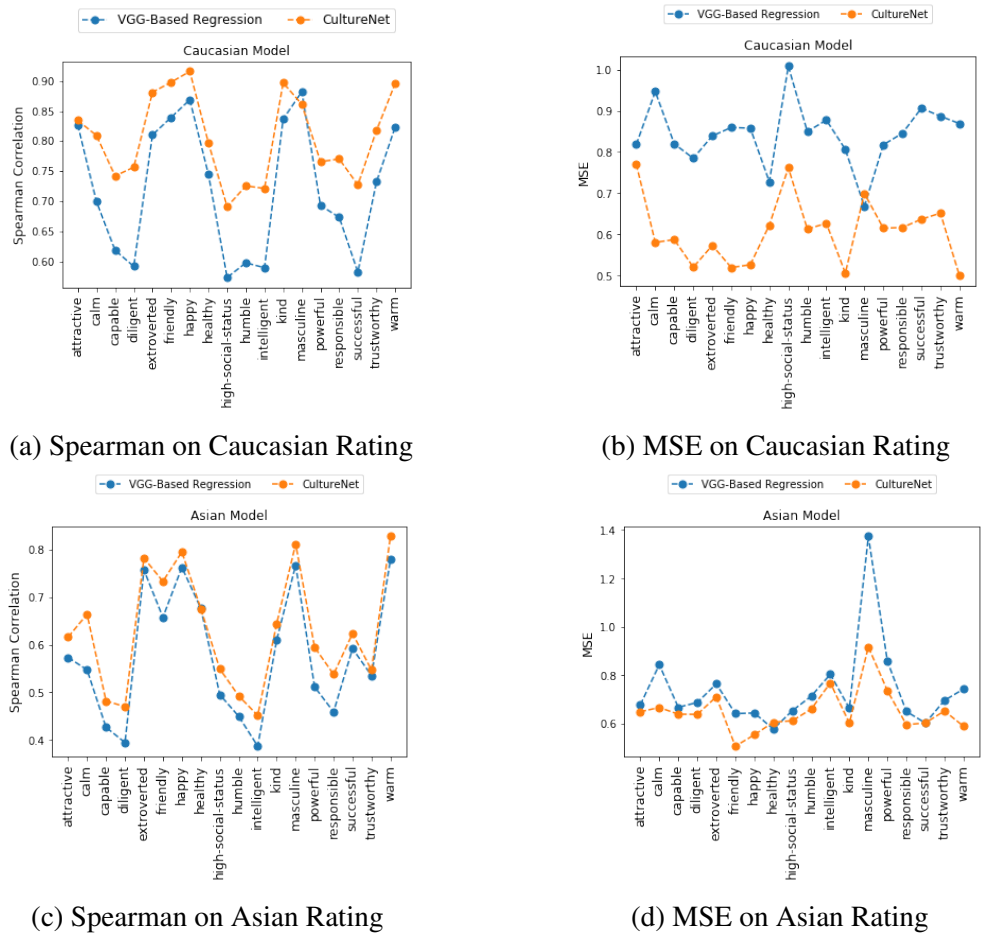 VGG-Based Regression CultureNet
Caucasian Model
Spearman Correlation
0.90
0.85
0.80
0.75
0.70
0.65
0.60
attractive
calm
capable
diligent
extroverted
friendly
happy
healthy
high-social-status
humble
intelligent
kind
masculine
powerful
responsible
successful
trustworthy
warm
(a) Spearman on Caucasian Rating
VGG-Based Regression CultureNet
Caucasian Model
MSE
1.0
0.9
0.8
0.7
0.6
0.5
attractive
calm
capable
diligent
extroverted
friendly
happy
healthy
high-social-status
humble
intelligent
kind
masculine
powerful
responsible
successful
trustworthy
warm
(b) MSE on Caucasian Rating
VGG-Based Regression CultureNet
Asian Model
Spearman Correlation
0.8
0.7
0.6
0.5
0.4
attractive
calm
capable
diligent
extroverted
friendly
happy
healthy
high-social-status
humble
intelligent
kind
masculine
powerful
responsible
successful
trustworthy
warm
(c) Spearman on Asian Rating
VGG-Based Regression CultureNet
Asian Model
MSE
1.4
1.2
1.0
0.8
0.6
attractive
calm
capable
diligent
extroverted
friendly
happy
healthy
high-social-status
humble
intelligent
kind
masculine
powerful
responsible
successful
trustworthy
warm
(d) MSE on Asian Rating